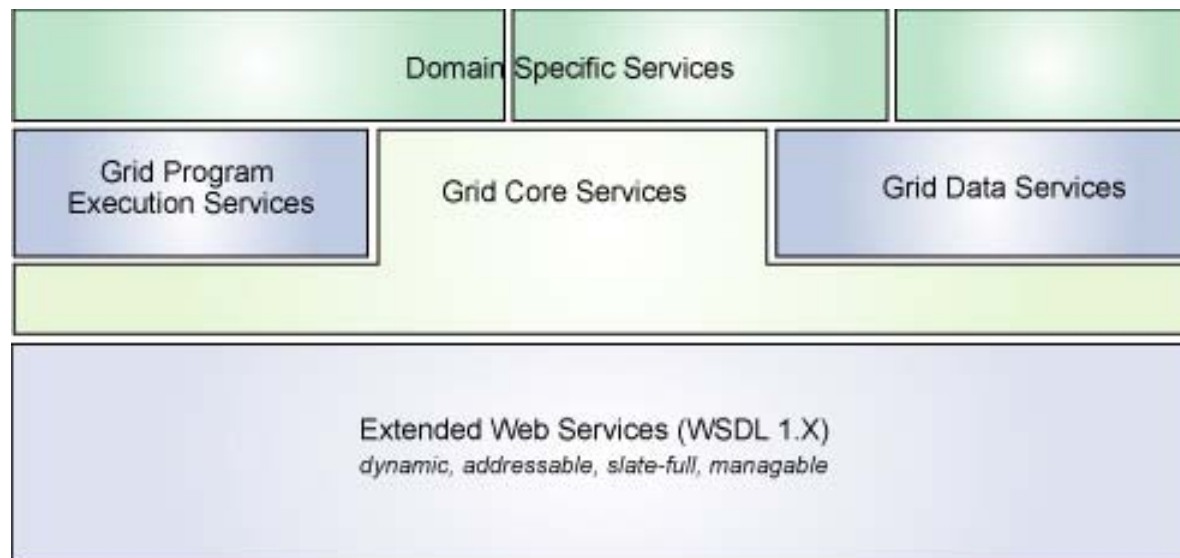 Domain Specific Services
Grid Program
Execution Services
Grid Core Services
Grid Data Services
Extended Web Services (WSDL 1.X)
dynamic, addressable, slate-full, managable